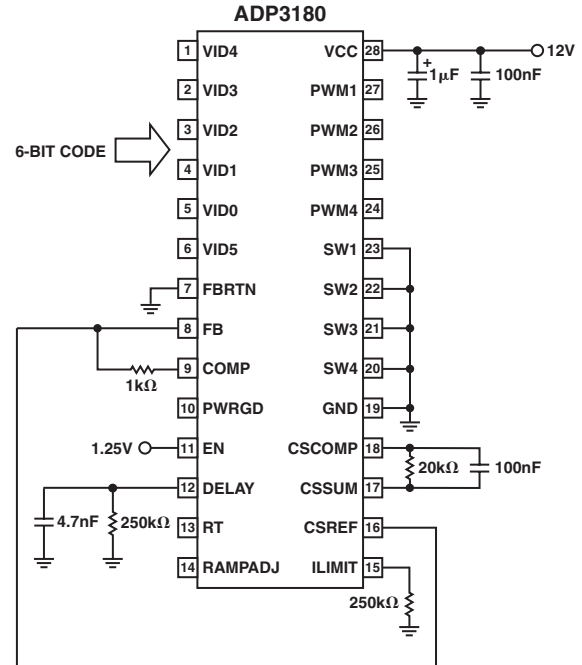 ADP3180
1 VID4
2 VID3
3 VID2
4 VID1
5 VID0
6 VID5
7 FBRTN
8 FB
9 COMP
10 PWRGD
11 EN
12 DELAY
13 RT
14 RAMPADJ
VCC 28
PWM1 27
PWM2 26
PWM3 25
PWM4 24
SW1 23
SW2 22
SW3 21
SW4 20
GND 19
CSCOMP 18
CSSUM 17
CSREF 16
ILIMIT 15
6-BIT CODE
1kΩ
1.25V
4.7nF
250kΩ
12V
+
1μF
100nF
20kΩ
100nF
250kΩ